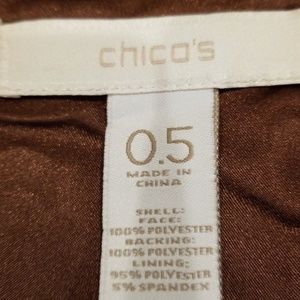 chico's
0.5
MADE IN
CHINA
SHELL:
FACE:
100% POLYESTER
BACKING:
100% POLYESTER
LINING:
95% POLYESTER
5% SPANDEX